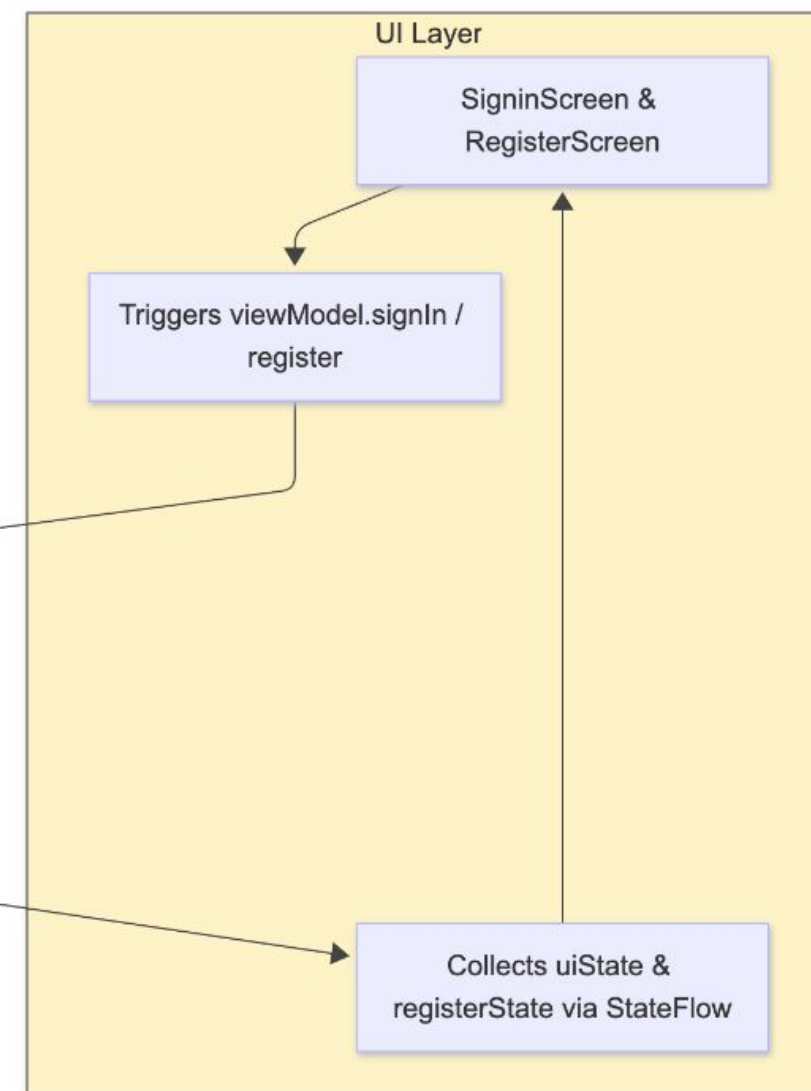 UI Layer
SigninScreen &
RegisterScreen
Triggers viewModel.signIn /
register
Collects uiState &
registerState via StateFlow